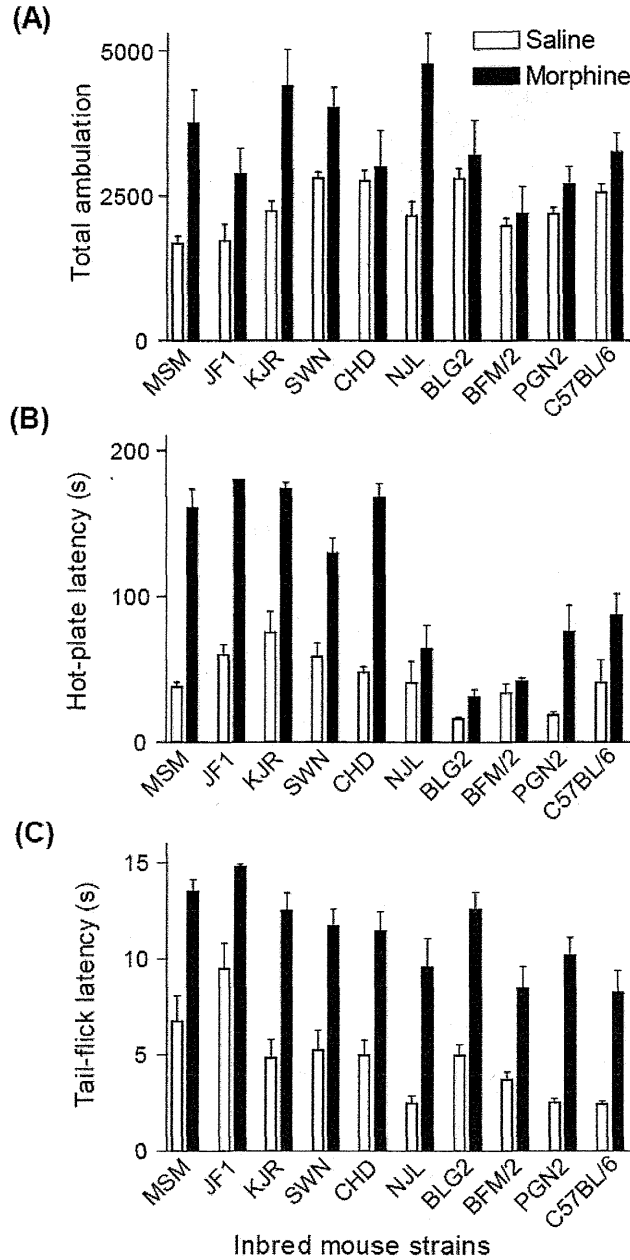 (A)
Total ambulation
5000
2500
0
Saline
Morphine
MSM
JF1
KJR
SWN
CHD
NJL
BLG2
BFM/2
PGN2
C57BL/6
(B)
Hot-plate latency (s)
200
100
0
MSM
JF1
KJR
SWN
CHD
NJL
BLG2
BFM/2
PGN2
C57BL/6
(C)
Tail-flick latency (s)
15
10
5
0
MSM
JF1
KJR
SWN
CHD
NJL
BLG2
BFM/2
PGN2
C57BL/6
Inbred mouse strains